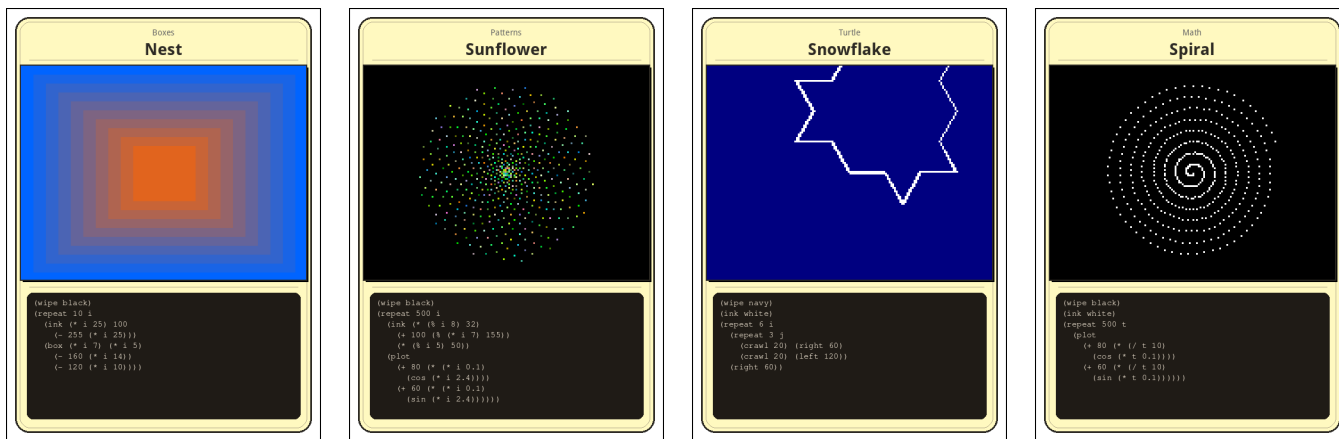 Boxes
Nest
(wipe black)
(repeat 10 i
(ink (* i 25) 100
(- 255 (* i 25)))
(box (* i 7) (* i 5)
(- 160 (* i 14))
(- 120 (* i 10))))
Patterns
Sunflower
(wipe black)
(repeat 500 i
(ink (* (% i 8) 32)
(+ 100 (% (* i 7) 155))
(* (% i 5) 50))
(plot
(+ 80 (* (* i 0.1)
(cos (* i 2.4))))
(+ 60 (* (* i 0.1)
(sin (* i 2.4))))))
Turtle
Snowflake
(wipe navy)
(ink white)
(repeat 6 i
(repeat 3 j
(crawl 20) (right 60)
(crawl 20) (left 120))
(right 60))
Math
Spiral
(wipe black)
(ink white)
(repeat 500 t
(plot
(+ 80 (* (/ t 10)
(cos (* t 0.1))))
(+ 60 (* (/ t 10)
(sin (* t 0.1))))))